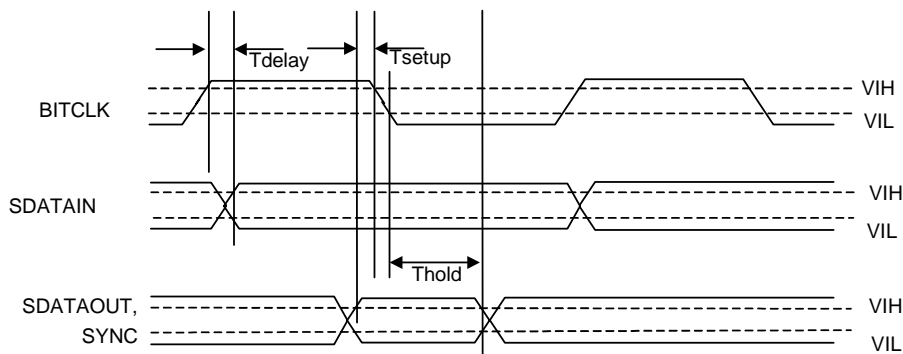 Tdelay
Tsetup
BITCLK
VIH
VIL
SDATAIN
VIH
VIL
Thold
SDATAOUT,
SYNC
VIH
VIL